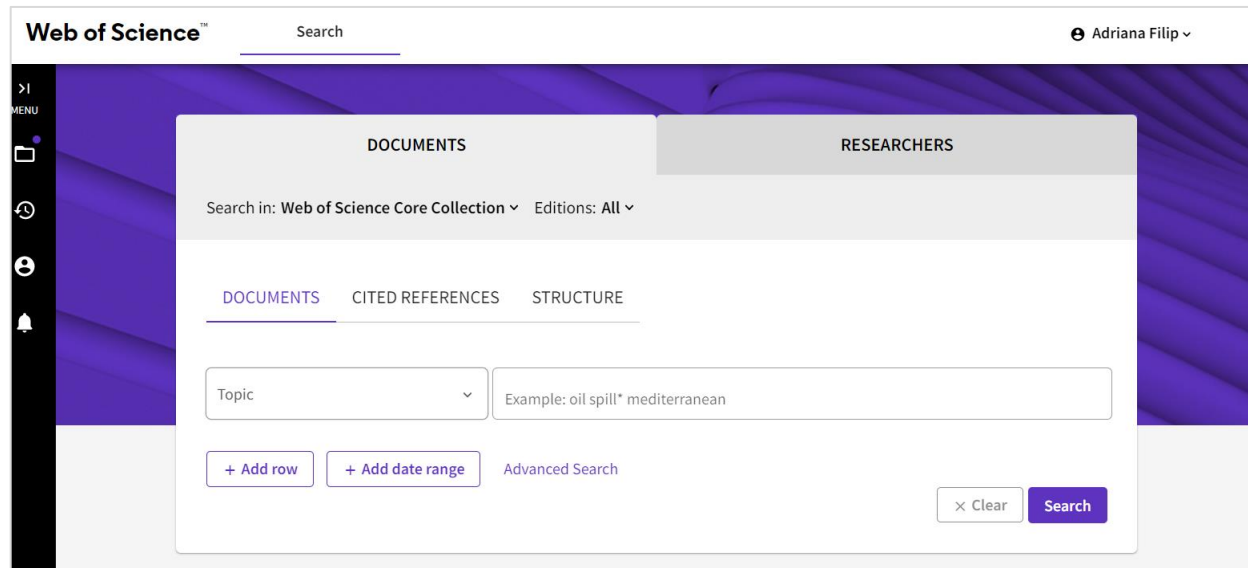 Web of Science™ Search Adriana Filip
MENU
DOCUMENTS RESEARCHERS
Search in: Web of Science Core Collection Editions: All
DOCUMENTS CITED REFERENCES STRUCTURE
Topic Example: oil spill* mediterranean
+ Add row + Add date range Advanced Search
× Clear Search